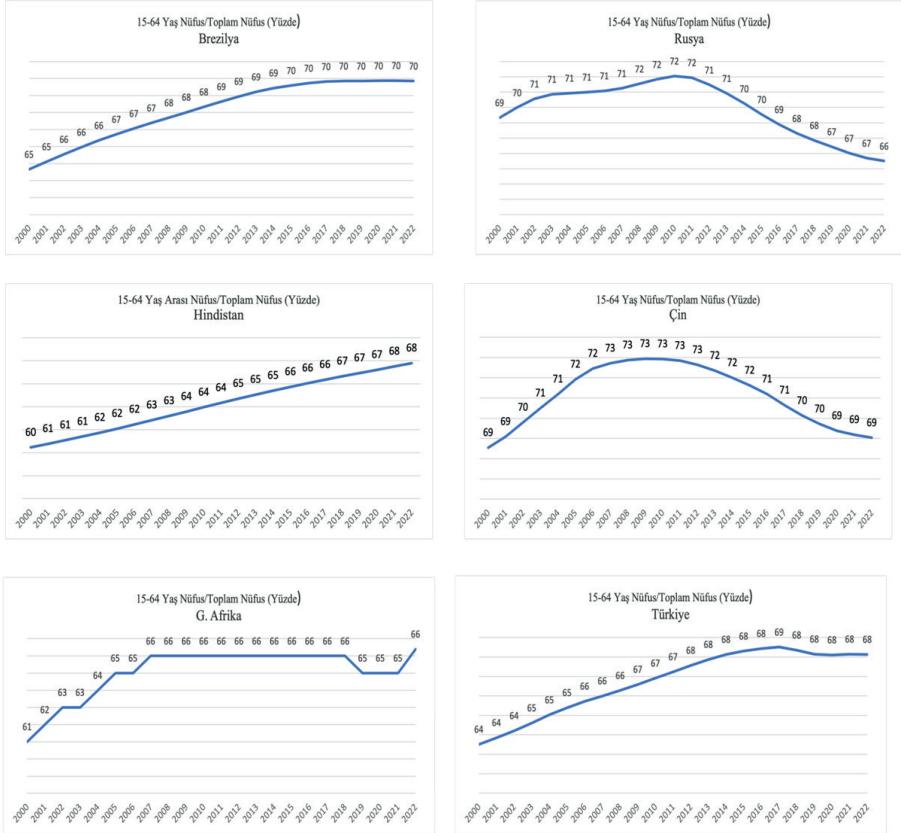 15-64 Yaş Nüfus/Toplam Nüfus (Yüzde)
Brezilya
65 65 66 66 66 67 67 67 68 68 68 69 69 69 69 70 70 70 70 70 70 70 70
2000 2001 2002 2003 2004 2005 2006 2007 2008 2009 2010 2011 2012 2013 2014 2015 2016 2017 2018 2019 2020 2021 2022
15-64 Yaş Nüfus/Toplam Nüfus (Yüzde)
Rusya
69 70 71 71 71 71 71 71 72 72 72 72 71 71 70 70 69 68 68 67 67 67 66
2000 2001 2002 2003 2004 2005 2006 2007 2008 2009 2010 2011 2012 2013 2014 2015 2016 2017 2018 2019 2020 2021 2022
15-64 Yaş Arası Nüfus/Toplam Nüfus (Yüzde)
Hindistan
60 61 61 61 62 62 62 63 63 64 64 64 65 65 65 66 66 66 67 67 67 68 68
2000 2001 2002 2003 2004 2005 2006 2007 2008 2009 2010 2011 2012 2013 2014 2015 2016 2017 2018 2019 2020 2021 2022
15-64 Yaş Nüfus/Toplam Nüfus (Yüzde)
Çin
69 69 70 71 71 72 72 73 73 73 73 73 73 72 72 72 71 71 70 70 69 69 69
2000 2001 2002 2003 2004 2005 2006 2007 2008 2009 2010 2011 2012 2013 2014 2015 2016 2017 2018 2019 2020 2021 2022
15-64 Yaş Nüfus/Toplam Nüfus (Yüzde)
G. Afrika
61 62 63 63 64 65 65 66 66 66 66 66 66 66 66 66 66 66 66 65 65 65 66
2000 2001 2002 2003 2004 2005 2006 2007 2008 2009 2010 2011 2012 2013 2014 2015 2016 2017 2018 2019 2020 2021 2022
15-64 Yaş Nüfus/Toplam Nüfus (Yüzde)
Türkiye
64 64 64 65 65 65 66 66 66 67 67 67 68 68 68 68 68 69 68 68 68 68 68
2000 2001 2002 2003 2004 2005 2006 2007 2008 2009 2010 2011 2012 2013 2014 2015 2016 2017 2018 2019 2020 2021 2022